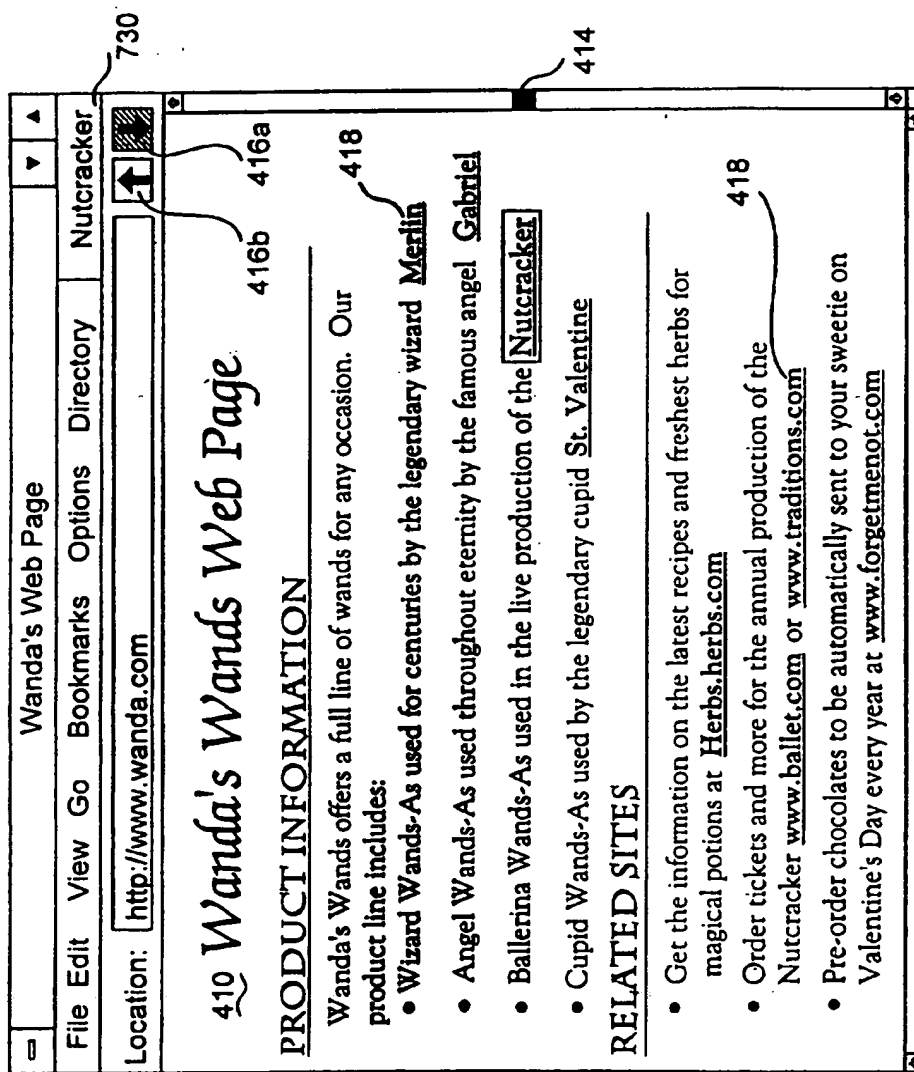 Wanda's Web Page
File Edit View Go Bookmarks Options Directory Nutcracker
730
Location: http://www.wanda.com
416b 416a
410 Wanda's Wands Web Page
PRODUCT INFORMATION
Wanda's Wands offers a full line of wands for any occasion. Our
product line includes:
418
• Wizard Wands-As used for centuries by the legendary wizard Merlin
• Angel Wands-As used throughout eternity by the famous angel Gabriel
• Ballerina Wands-As used in the live production of the Nutcracker
414
• Cupid Wands-As used by the legendary cupid St. Valentine
RELATED SITES
• Get the information on the latest recipes and freshest herbs for
magical potions at Herbs.herbs.com
418
• Order tickets and more for the annual production of the
Nutcracker www.ballet.com or www.traditions.com
• Pre-order chocolates to be automatically sent to your sweetie on
Valentine's Day every year at www.forgetmenot.com